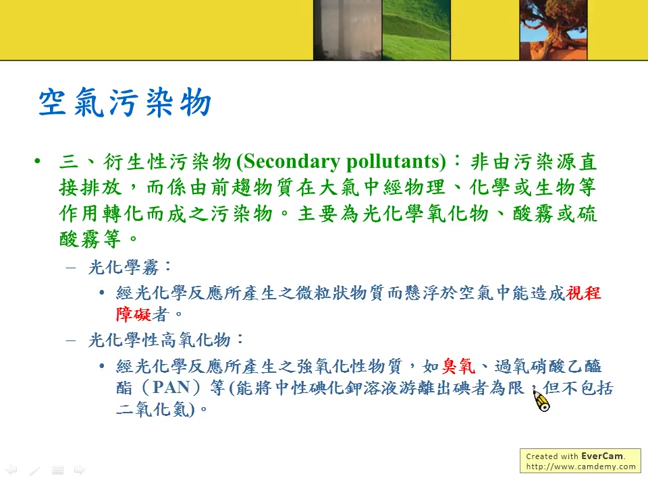 空氣污染物
• 三、衍生性污染物 (Secondary pollutants)：非由污染源直
接排放，而係由前趨物質在大氣中經物理、化學或生物等
作用轉化而成之污染物。主要為光化學氧化物、酸霧或硫
酸霧等。
– 光化學霧：
• 經光化學反應所產生之微粒狀物質而懸浮於空氣中能造成視程
障礙者。
– 光化學性高氧化物：
• 經光化學反應所產生之強氧化性物質，如臭氧、過氧硝酸乙醯
酯（PAN）等 (能將中性碘化鉀溶液游離出碘者為限，但不包括
二氧化氮)。
Created with EverCam.
http://www.camdemy.com